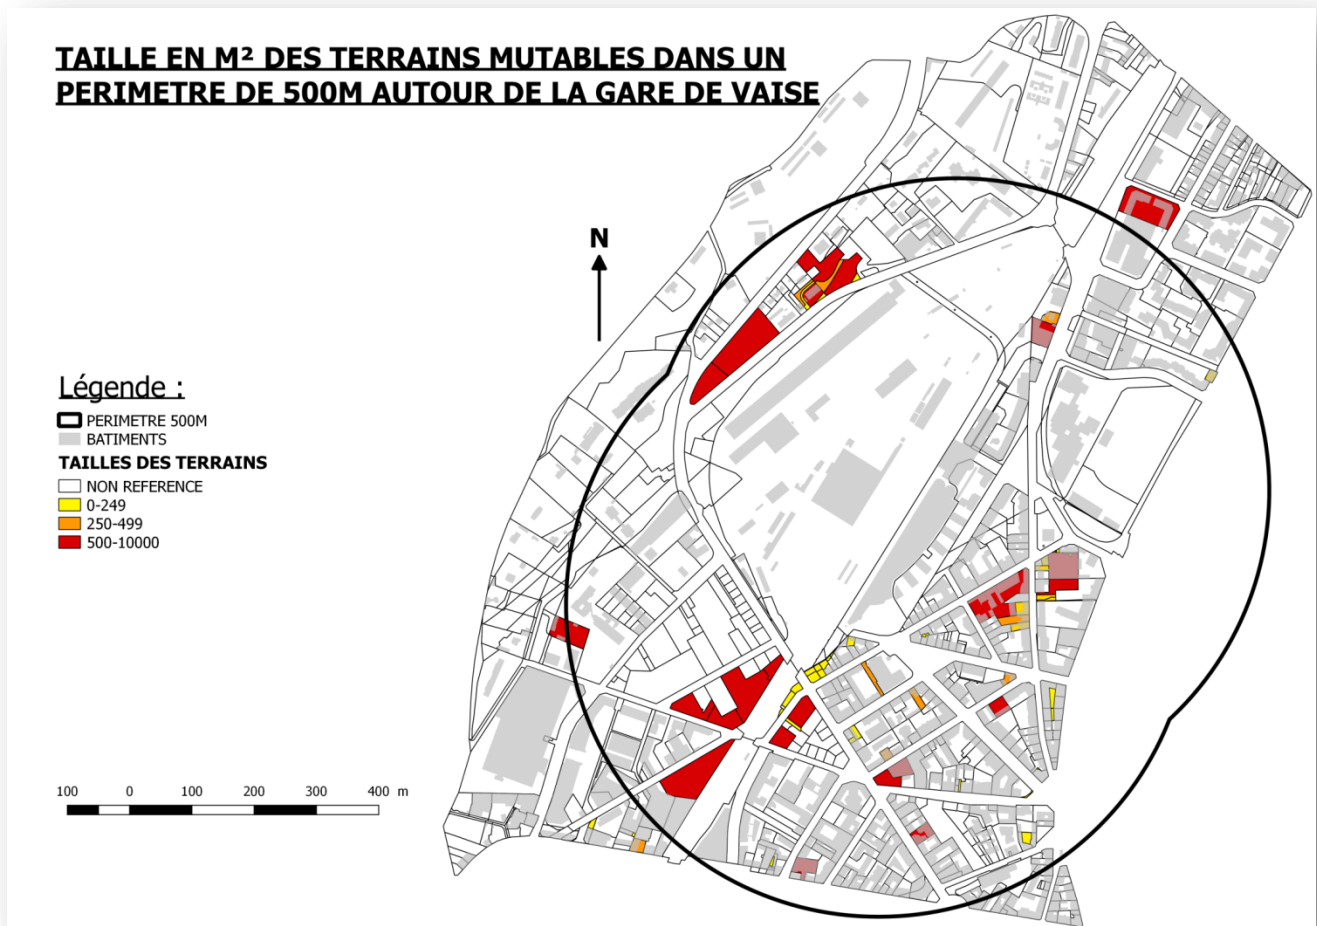 TAILLE EN M² DES TERRAINS MUTABLES DANS UN
PERIMETRE DE 500M AUTOUR DE LA GARE DE VAISE
N
Légende :
PERIMETRE 500M
BATIMENTS
TAILLES DES TERRAINS
NON REFERENCE
0-249
250-499
500-10000
100 0 100 200 300 400 m